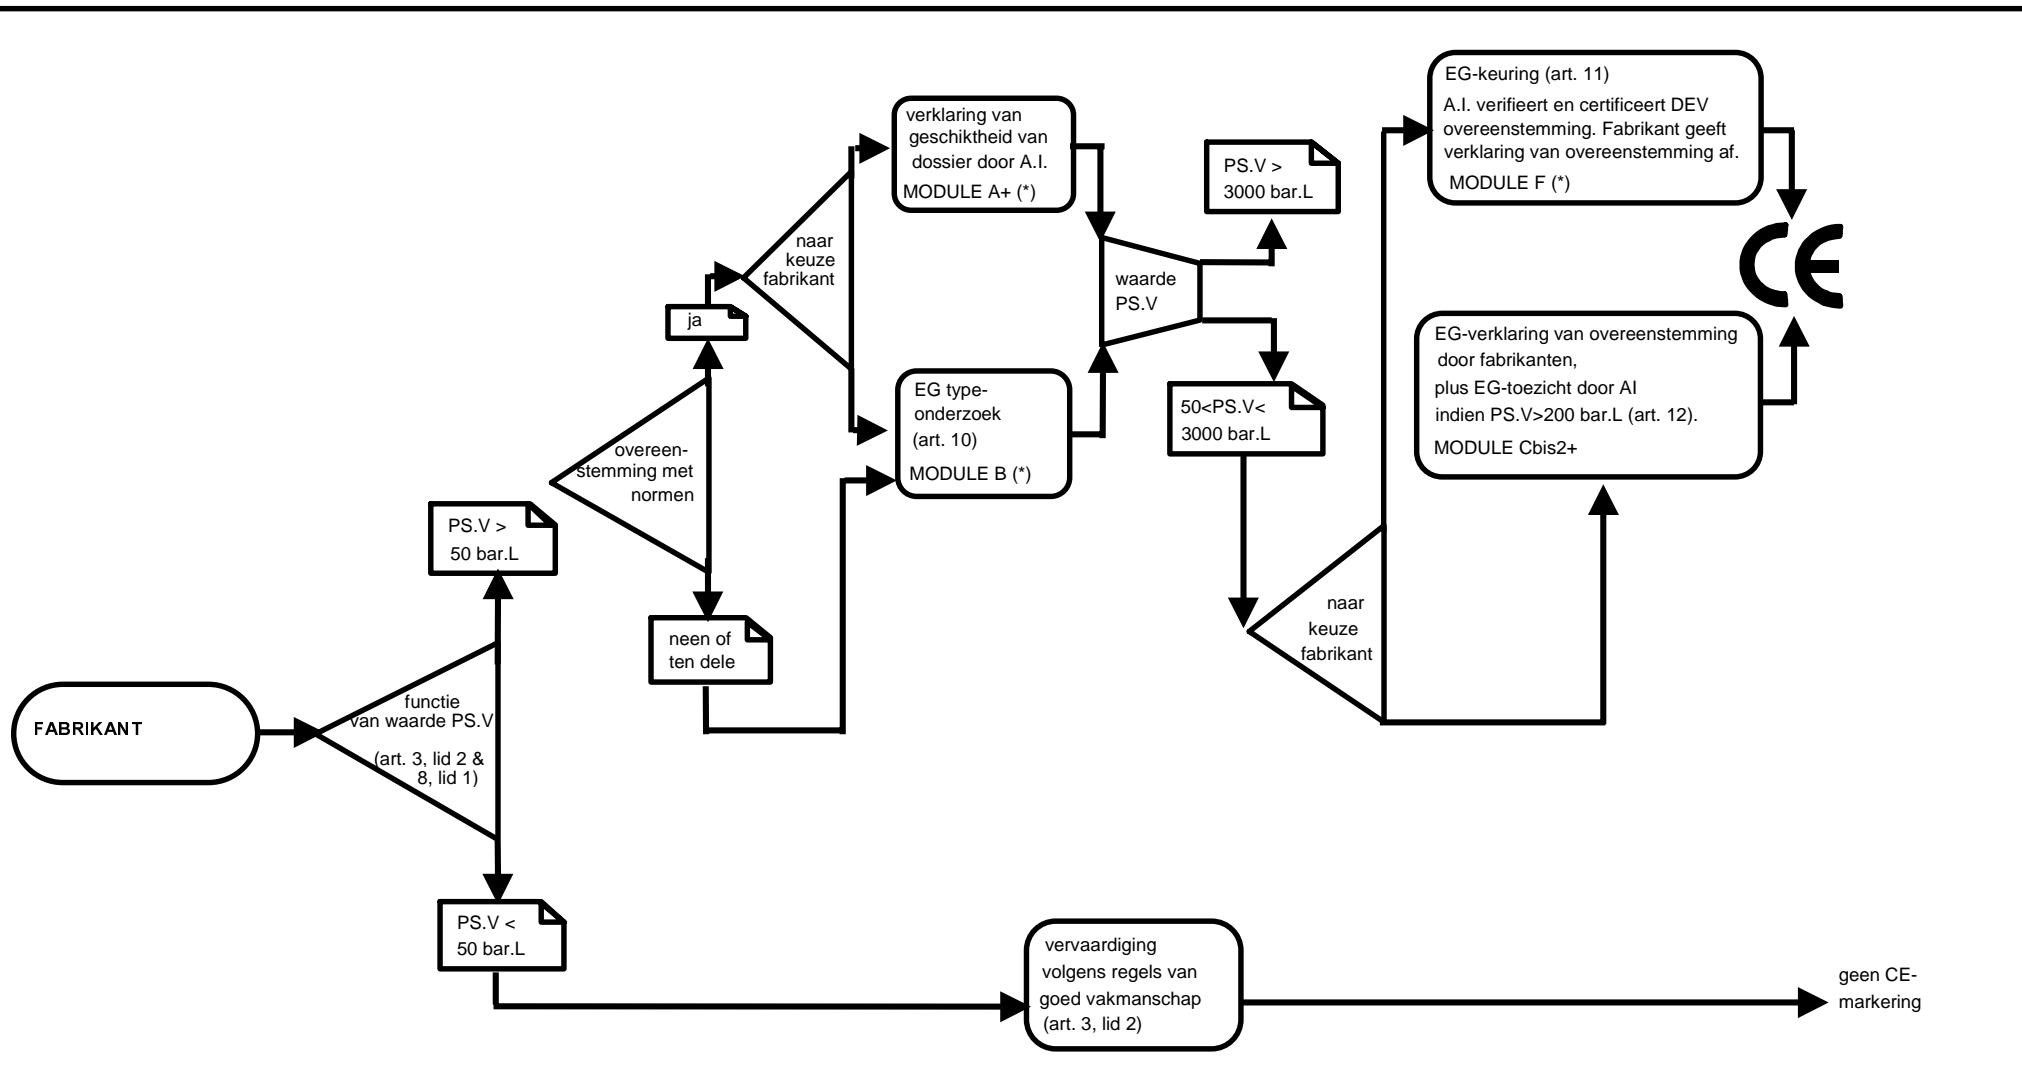 FABRIKANT
functie
van waarde PS.V
(art. 3, lid 2 &
8, lid 1)
PS.V >
50 bar.L
PS.V <
50 bar.L
overeen-
stemming met
normen
ja
neen of
ten dele
naar
keuze
fabrikant
verklaring van
geschiktheid van
dossier door A.I.
MODULE A+ (*)
EG type-
onderzoek
(art. 10)
MODULE B (*)
waarde
PS.V
PS.V >
3000 bar.L
50<PS.V<
3000 bar.L
naar
keuze
fabrikant
EG-keuring (art. 11)
A.I. verifieert en certificeert DEV
overeenstemming. Fabrikant geeft
verklaring van overeenstemming af.
MODULE F (*)
CE
EG-verklaring van overeenstemming
door fabrikanten,
plus EG-toezicht door AI
indien PS.V>200 bar.L (art. 12).
MODULE Cbis2+
vervaardiging
volgens regels van
goed vakmanschap
(art. 3, lid 2)
geen CE-
markering